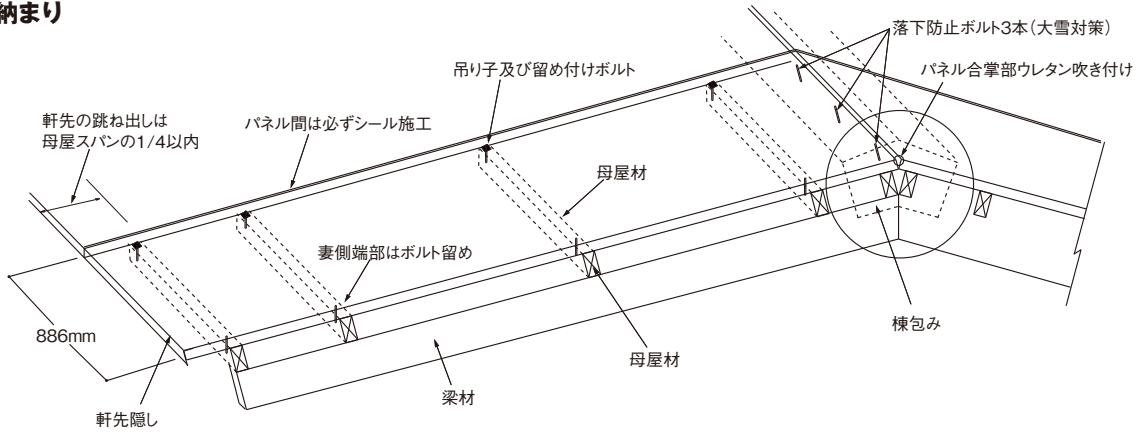 納まり
落下防止ボルト3本(大雪対策)
吊り子及び留め付けボルト
パネル合掌部ウレタン吹き付け
軒先の跳ね出しは
母屋スパンの1/4以内
パネル間は必ずシール施工
母屋材
妻側端部はボルト留め
棟包み
886mm
母屋材
梁材
軒先隠し